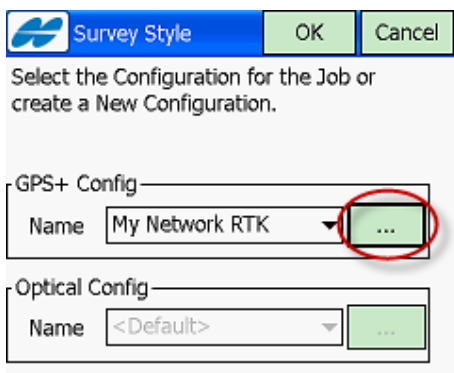 Survey Style OK Cancel
Select the Configuration for the Job or
create a New Configuration.
GPS+ Config
Name My Network RTK ...
Optical Config
Name <Default> ...